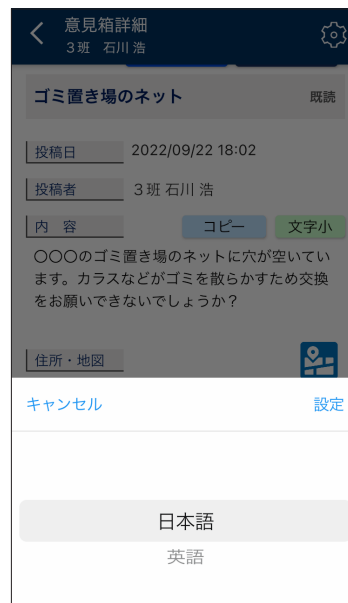 意見箱詳細
3班 石川 浩
ゴミ置き場のネット 既読
投稿日 2022/09/22 18:02
投稿者 3班 石川 浩
内 容 コピー 文字小
〇〇〇のゴミ置き場のネットに穴が空いてい
ます。カラスなどがゴミを散らかすため交換
をお願いできないでしょうか？
住所・地図
キャンセル 設定
日本語
英語